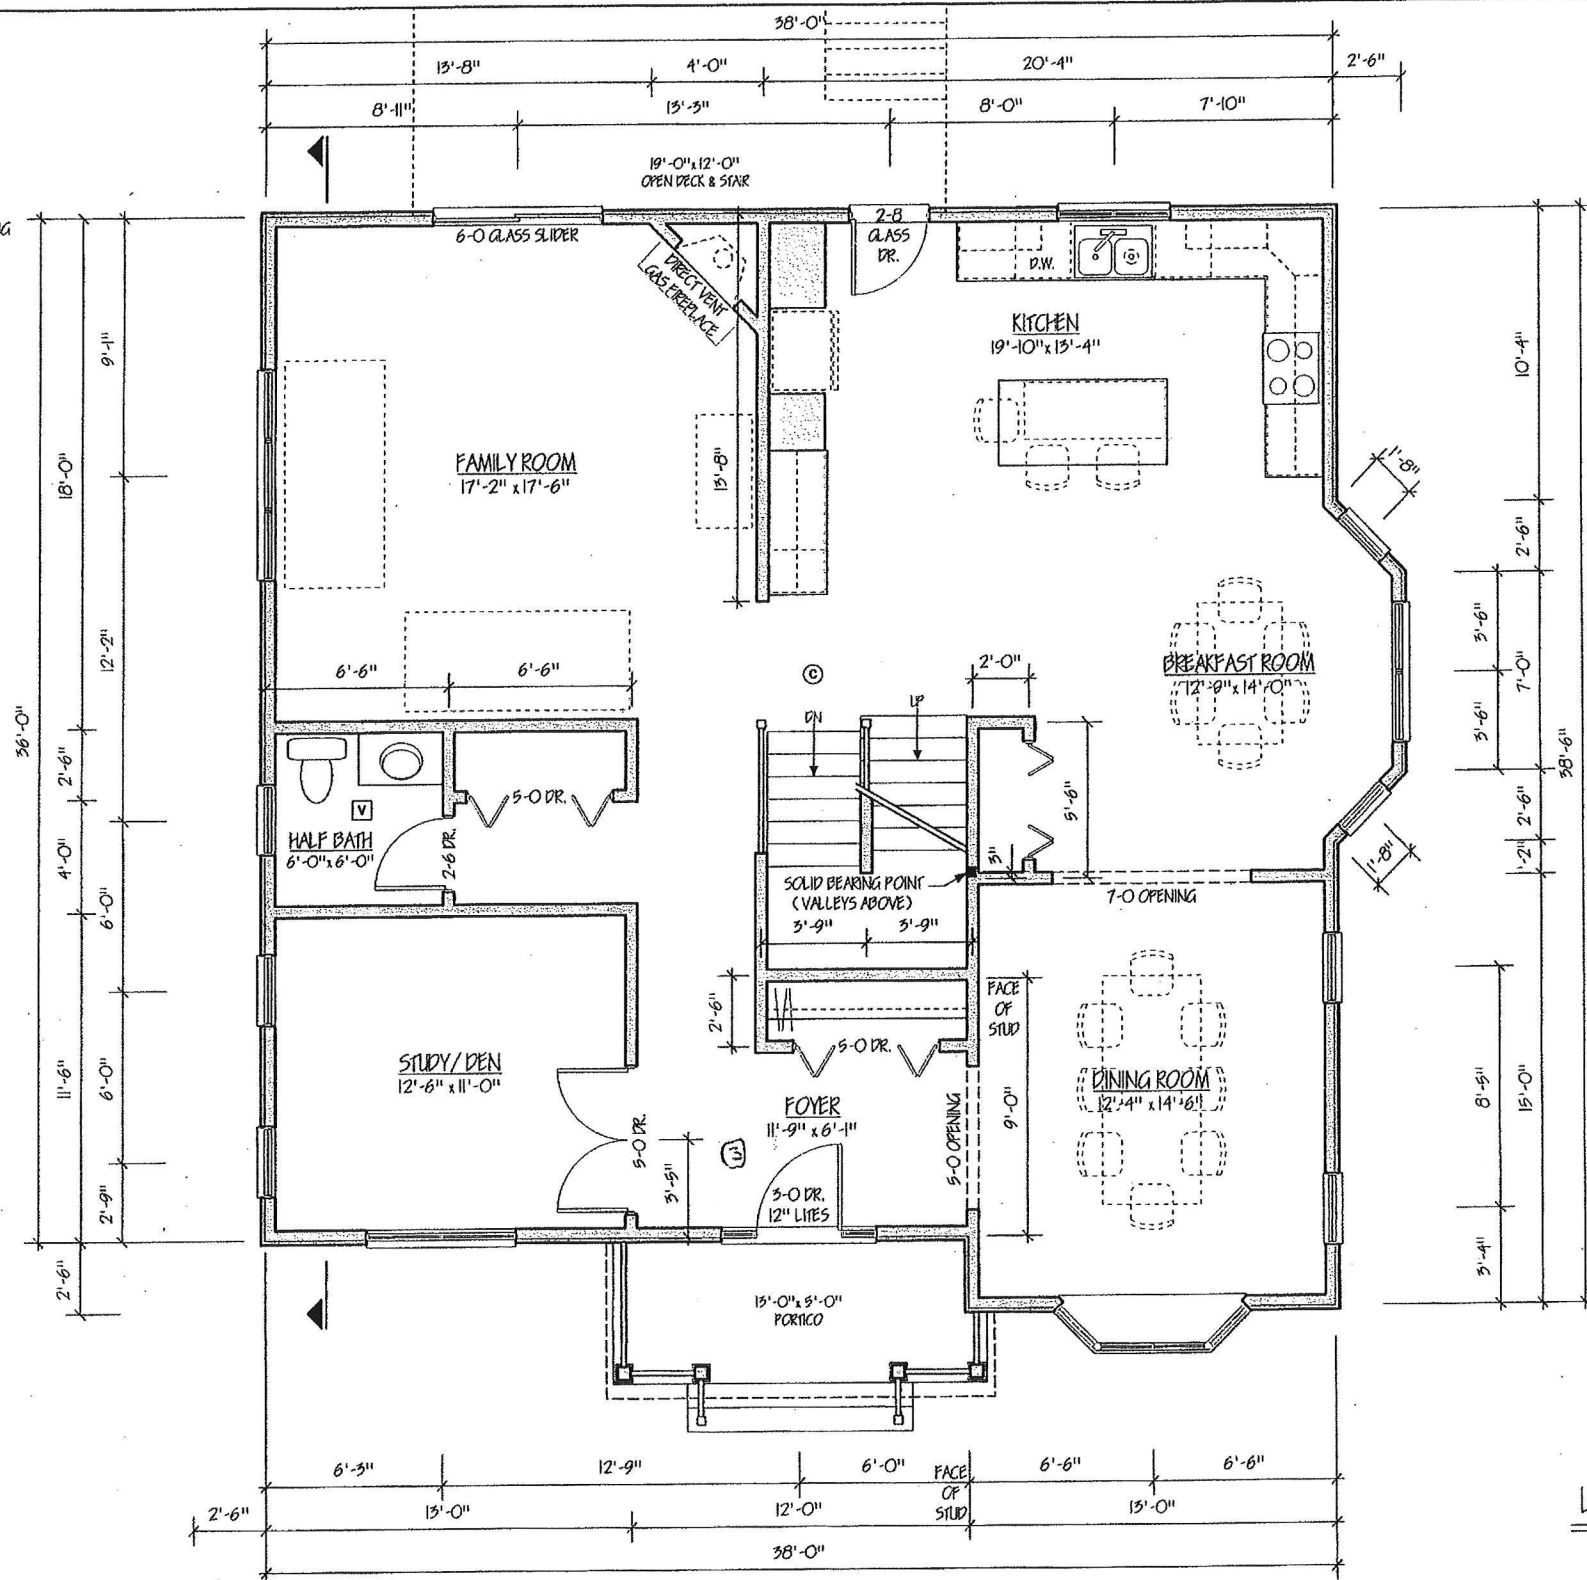 38'-0"
13'-8" 4'-0" 20'-4" 2'-6"
8'-11" 13'-3" 8'-0" 7'-10"
19'-0"x12'-0"
OPEN DECK & STAIR
6-0 GLASS SLIDER
2-8
GLASS
DR.
DIRECT VENT
GAS FIREPLACE
D.W.
KITCHEN
19'-10"x13'-4"
9'-1"
18'-0"
10'-4"
FAMILY ROOM
17'-2" x 17'-6"
13'-8"
1'-8"
2'-6"
12'-2"
6'-6" 6'-6"
C
2'-0"
BREAKFAST ROOM
12'-9"x14'-0"
3'-6"
7'-0"
3'-6"
36'-0"
38'-6"
DN UP
2'-6"
5'-0 DR.
V
HALF BATH
6'-0"x6'-0"
2-6 DR.
5'-6"
2'-6"
4'-0"
3"
1'-2"
1'-8"
SOLID BEARING POINT
(VALLEYS ABOVE)
3'-9" 3'-9"
7-0 OPENING
6'-0"
2'-6"
FACE
OF
STUD
5-0 DR.
STUDY/DEN
12'-6" x 11'-0"
11'-6"
6'-0"
FOYER
11'-9" x 6'-1"
DINING ROOM
12'-4" x 14'-6"
9'-0"
8'-5"
15'-0"
5-0 OPENING
5-0 DR.
3'-5"
3-0 DR.
12" LITES
2'-9"
2'-6"
3'-4"
13'-0"x5'-0"
PORTICO
6'-3" 12'-9" 6'-0" FACE
OF
STUD
6'-6" 6'-6"
2'-6" 13'-0" 12'-0" 13'-0"
38'-0"